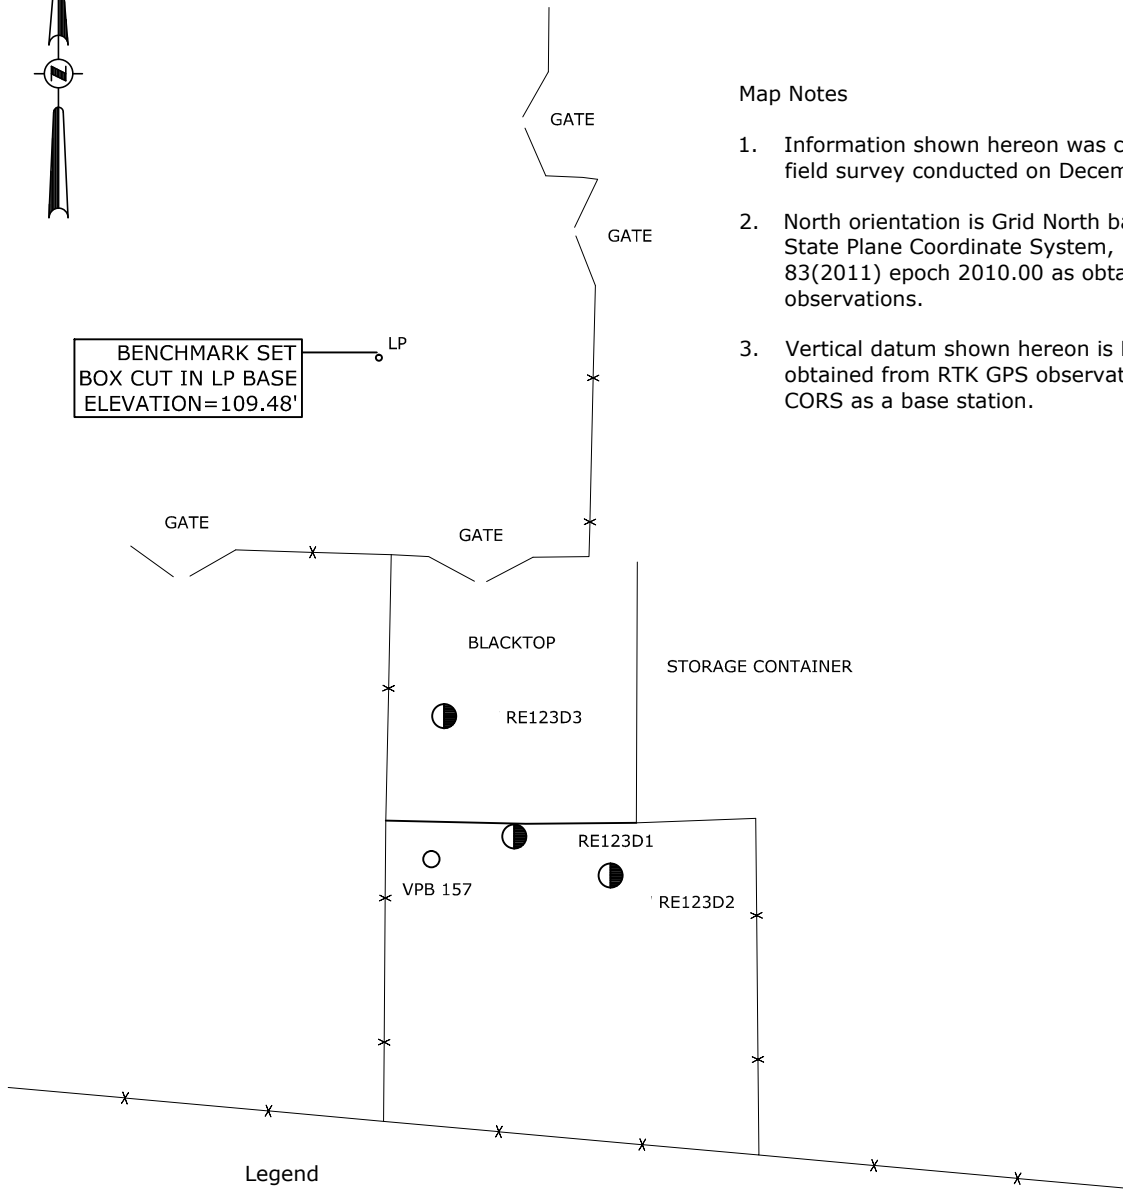 GATE
GATE
Map Notes
1. Information shown hereon was c
field survey conducted on Decem
2. North orientation is Grid North ba
State Plane Coordinate System,
83(2011) epoch 2010.00 as obta
observations.
3. Vertical datum shown hereon is
obtained from RTK GPS observat
CORS as a base station.
LP
BENCHMARK SET
BOX CUT IN LP BASE
ELEVATION=109.48'
GATE
GATE
BLACKTOP
STORAGE CONTAINER
RE123D3
RE123D1
VPB 157
RE123D2
Legend